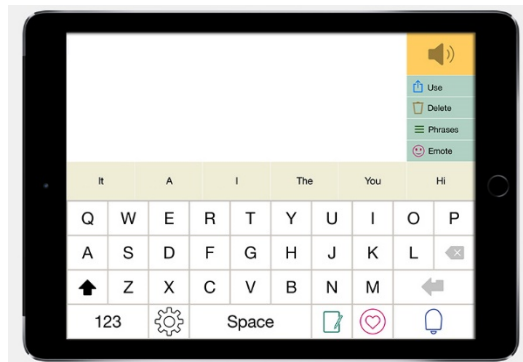 Use
Delete
Phrases
Emote
It A I The You Hi
Q W E R T Y U I O P
A S D F G H J K L
Z X C V B N M
123 Space